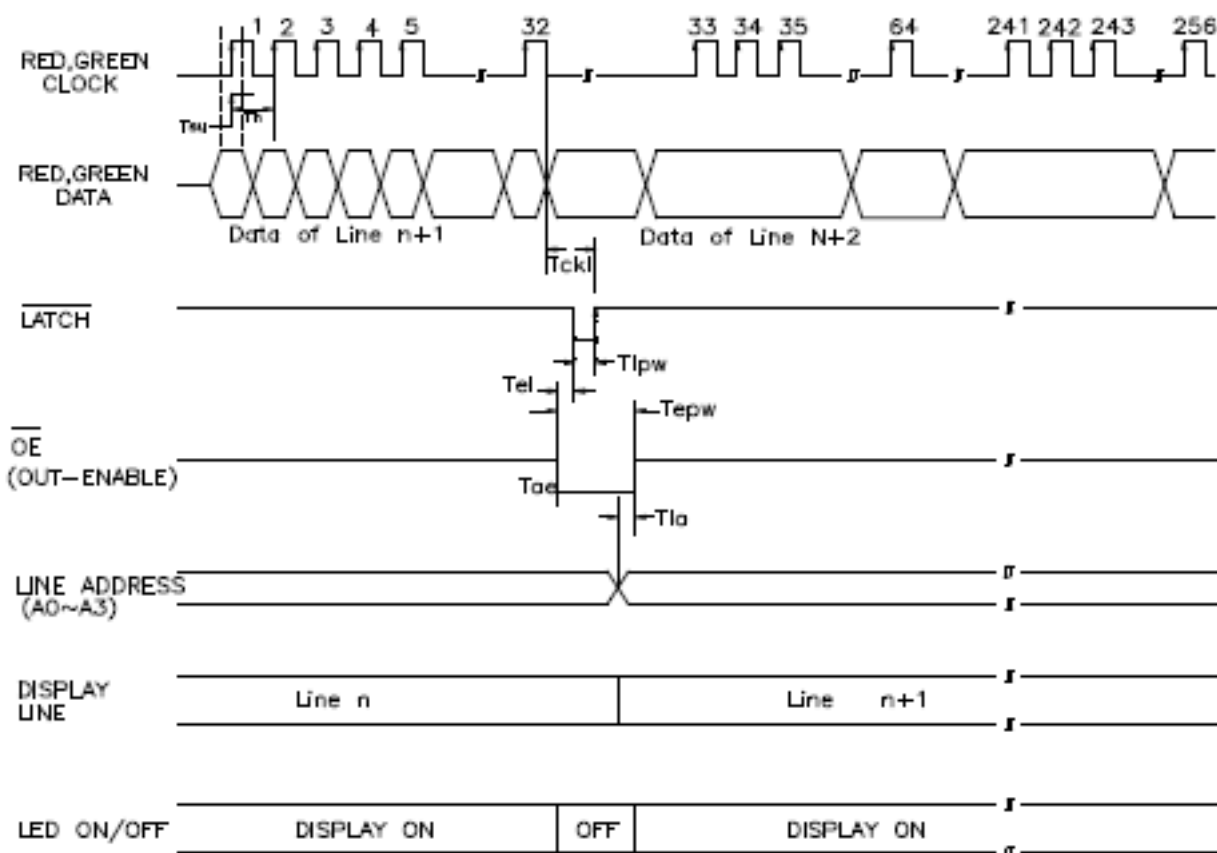 1 2 3 4 5 32 33 34 35 64 241 242 243 256
RED,GREEN
CLOCK
Tsu
Th
RED,GREEN
DATA
Data of Line n+1
Data of Line N+2
Tckl
LATCH
Tlpw
Tel
Tepw
OE
(OUT-ENABLE)
Tae
Tla
LINE ADDRESS
(A0~A3)
DISPLAY
LINE
Line n
Line n+1
LED ON/OFF
DISPLAY ON
OFF
DISPLAY ON